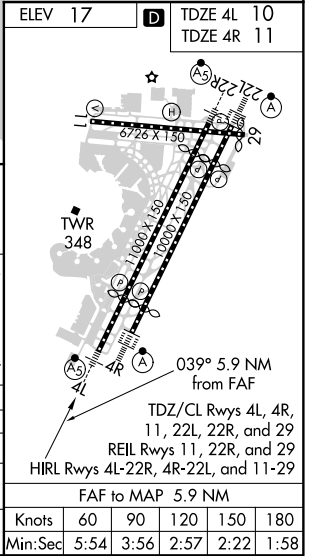 ELEV 17
D
TDZE 4L 10
TDZE 4R 11
A5
22R
22L
A
V
H
11
6726 X 150
29
P
P
TWR
348
11000 X 150
10000 X 150
P
P
A5
4L
4R
A
039° 5.9 NM
from FAF
TDZ/CL Rwys 4L, 4R,
11, 22L, 22R, and 29
REIL Rwys 11, 22R, and 29
HIRL Rwys 4L-22R, 4R-22L, and 11-29
FAF to MAP 5.9 NM
Knots 60 90 120 150 180
Min:Sec 5:54 3:56 2:57 2:22 1:58